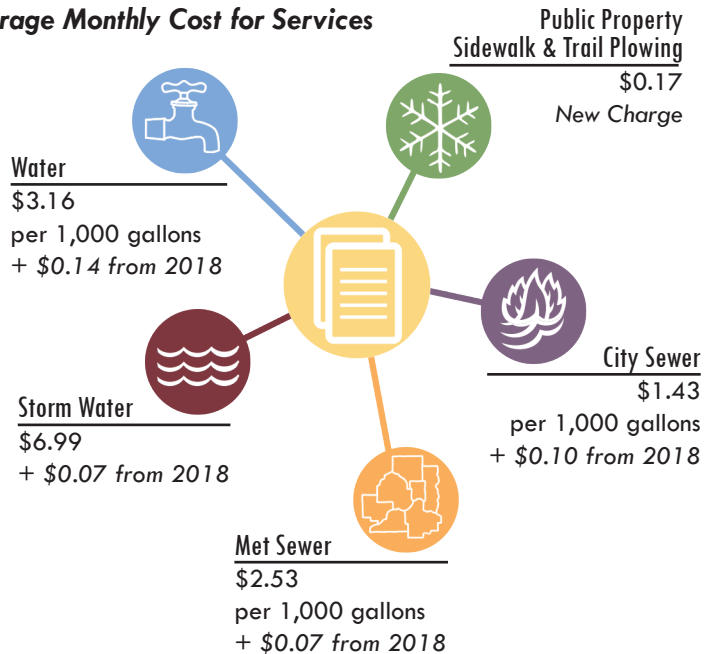 rage Monthly Cost for Services
Public Property
Sidewalk & Trail Plowing
$0.17
New Charge
Water
$3.16
per 1,000 gallons
+ $0.14 from 2018
City Sewer
$1.43
per 1,000 gallons
+ $0.10 from 2018
Storm Water
$6.99
+ $0.07 from 2018
Met Sewer
$2.53
per 1,000 gallons
+ $0.07 from 2018